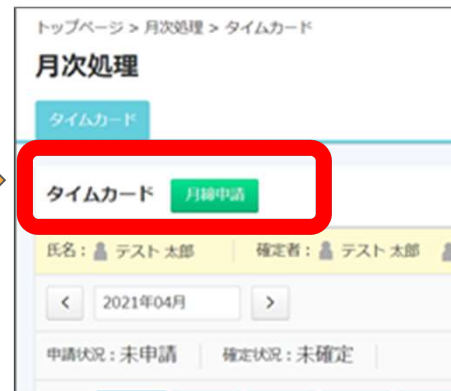 トップページ > 月次処理 > タイムカード
月次処理
タイムカード
タイムカード 月締申請
氏名： テスト 太郎 確定者： テスト 太郎
< 2021年04月 >
申請状況：未申請 確定状況：未確定